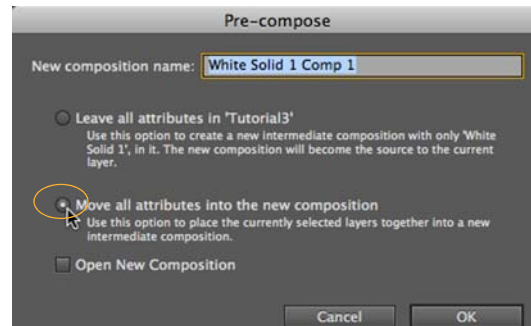 Pre-compose
New composition name: White Solid 1 Comp 1
Leave all attributes in 'Tutorial3'
Use this option to create a new intermediate composition with only 'White
Solid 1', in it. The new composition will become the source to the current
layer.
Move all attributes into the new composition
Use this option to place the currently selected layers together into a new
intermediate composition.
Open New Composition
Cancel OK